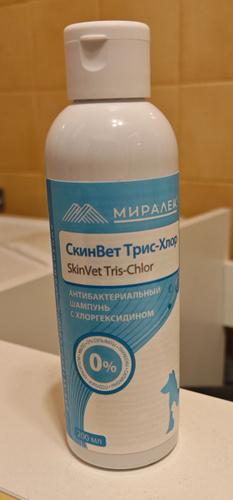 МИРАЛЕК
СкинВет Трис-Хлор
SkinVet Tris-Chlor
АНТИБАКТЕРИАЛЬНЫЙ
ШАМПУНЬ
С ХЛОРГЕКСИДИНОМ
0%
200 мл